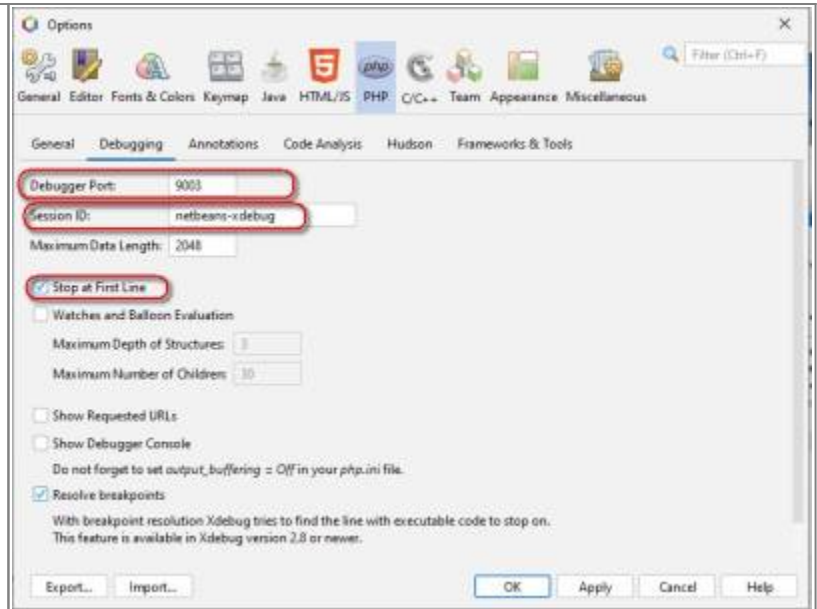 Options
Filter (Ctrl+F)
php
General Editor Fonts & Colors Keymap Java HTML/JS PHP C/C++ Team Appearance Miscellaneous
General Debugging Annotations Code Analysis Hudson Frameworks & Tools
Debugger Port: 9003
Session ID: netbeans-xdebug
Maximum Data Length: 2048
Stop at First Line
Watches and Balloon Evaluation
Maximum Depth of Structures:
Maximum Number of Children:
Show Requested URLs
Show Debugger Console
Do not forget to set output_buffering = Off in your php.ini file.
Resolve breakpoints
With breakpoint resolution Xdebug tries to find the line with executable code to stop on.
This feature is available in Xdebug version 2.8 or newer.
Export... Import... OK Apply Cancel Help